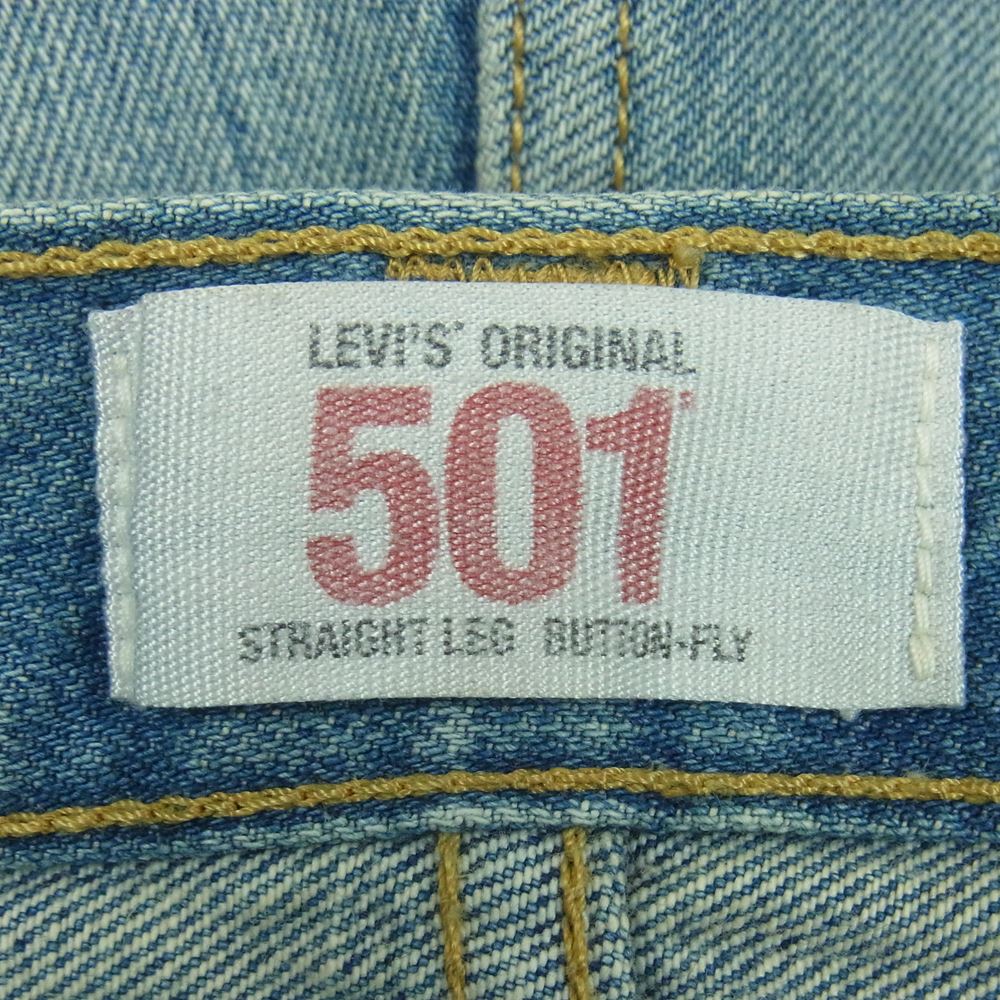 LEVI'S® ORIGINAL
501®
STRAIGHT LEG BUTTON-FLY